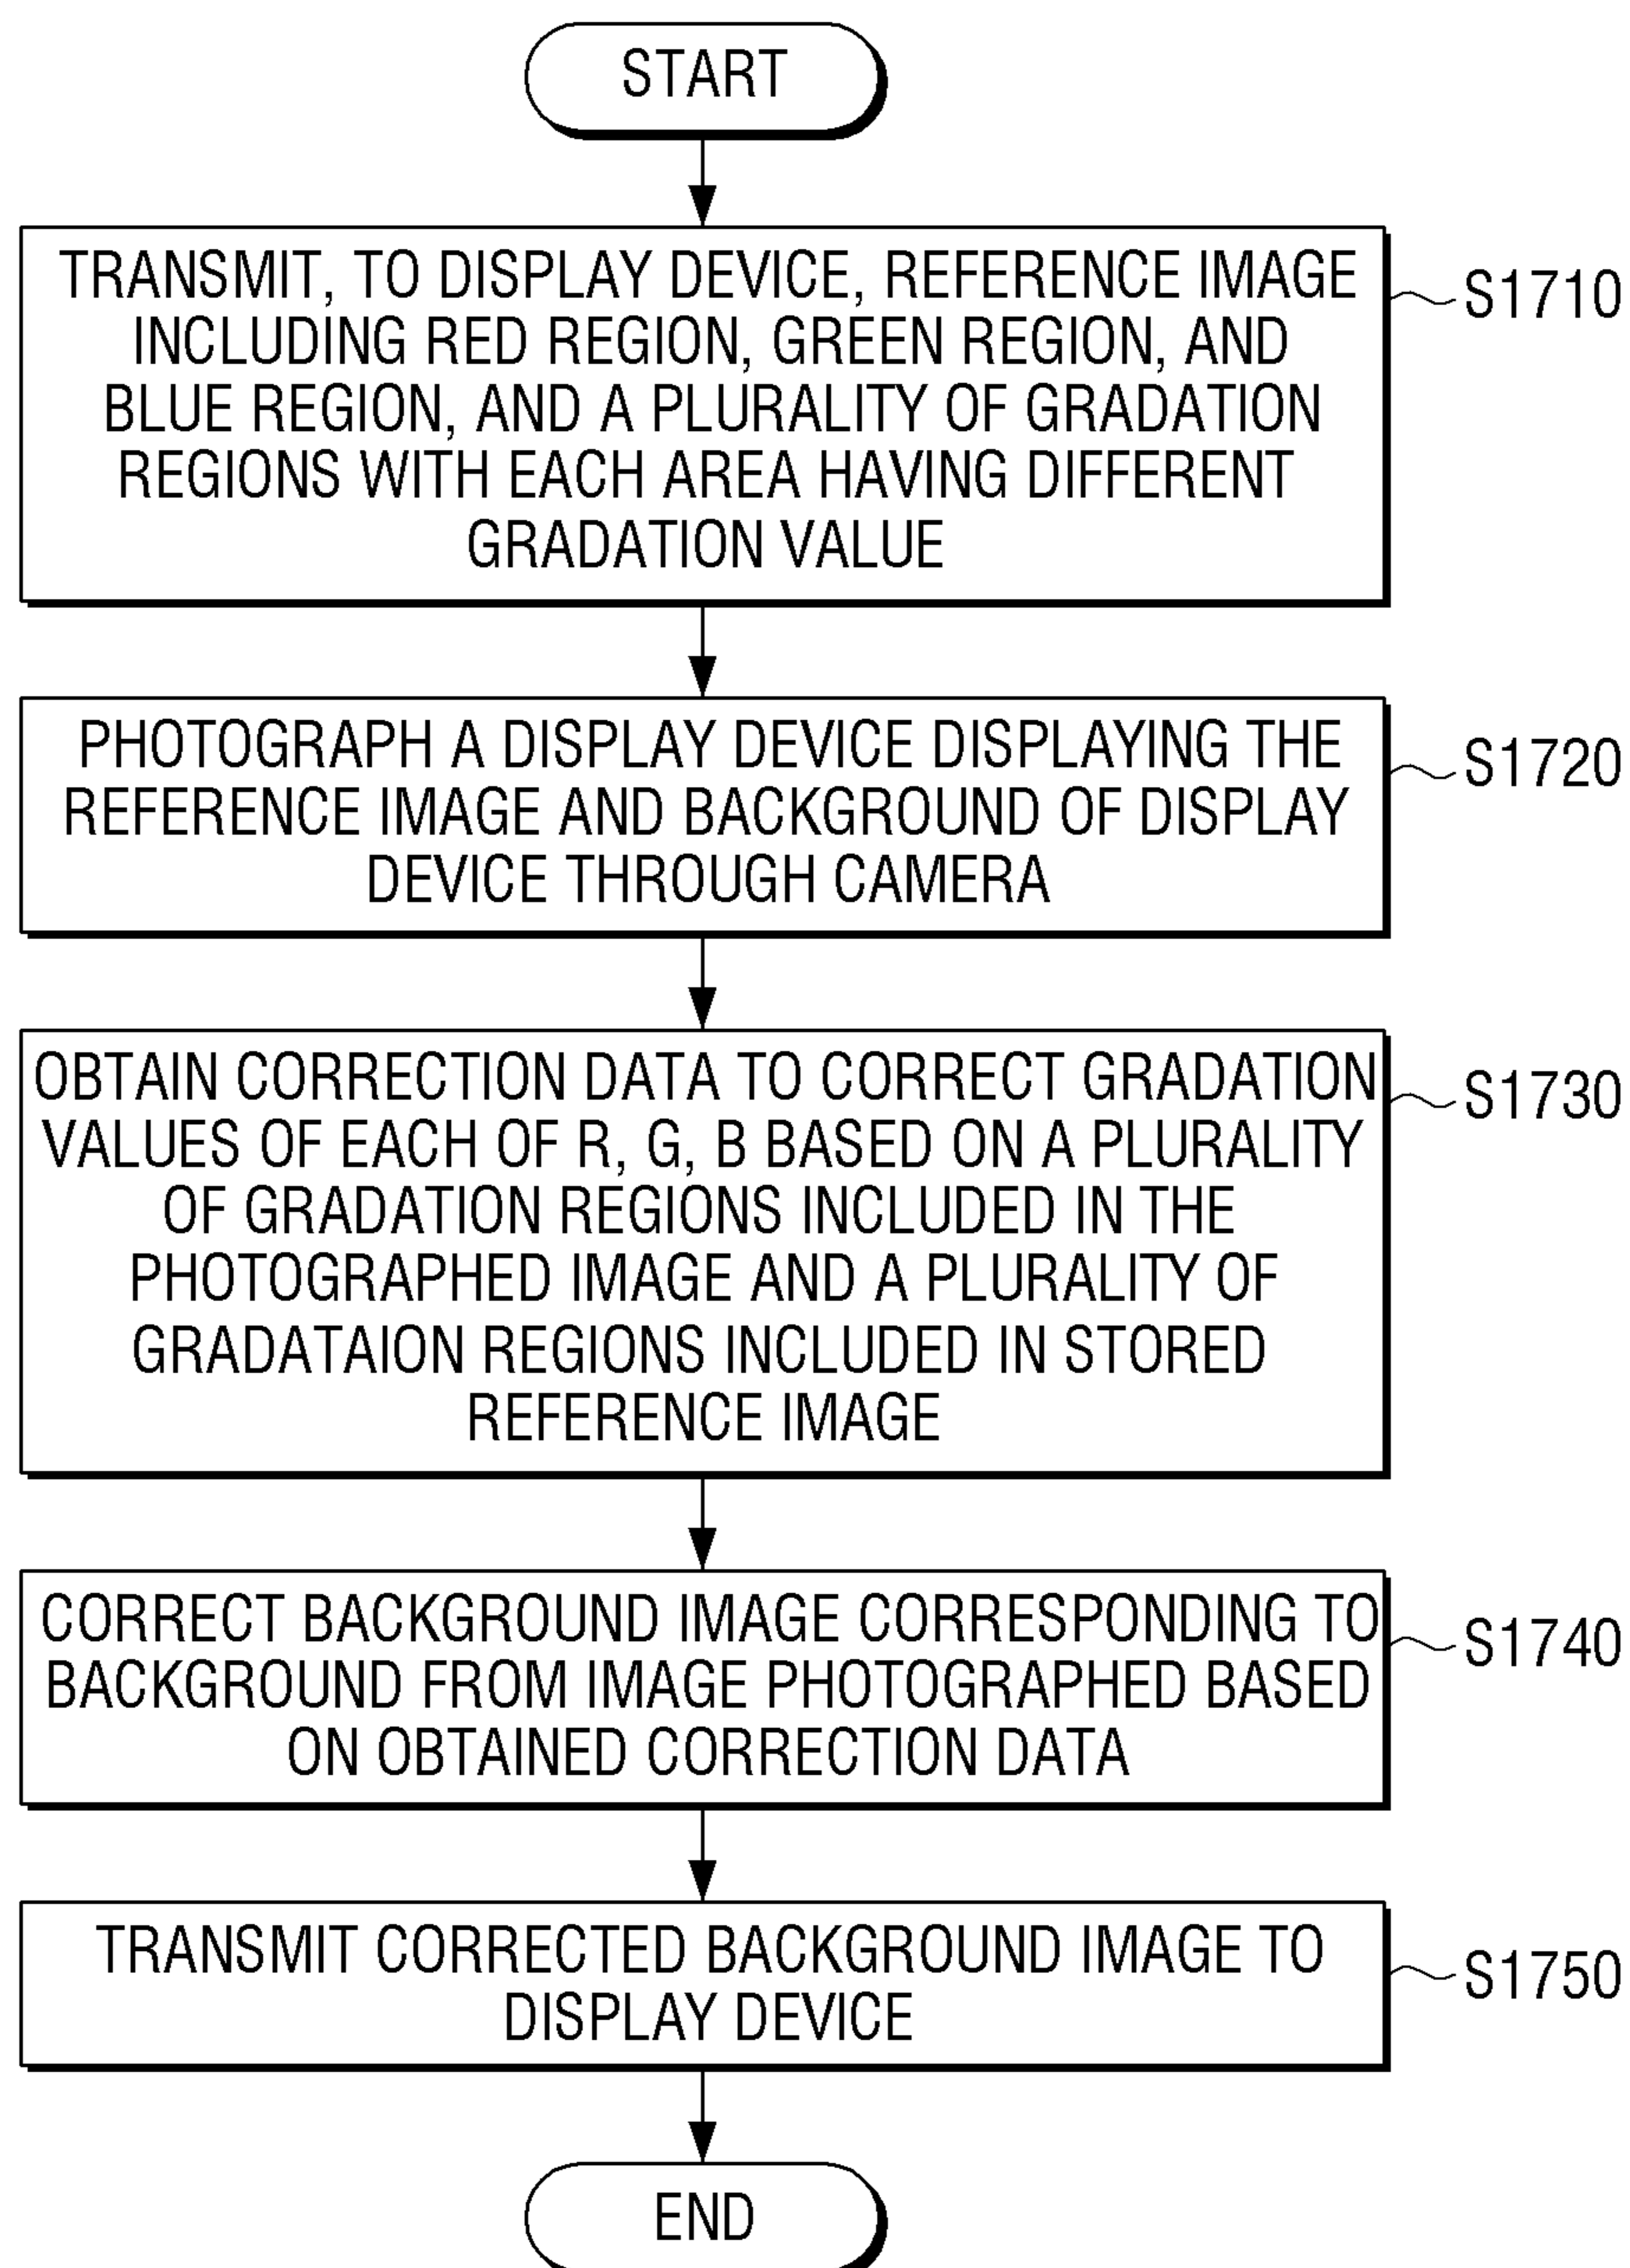 START
TRANSMIT, TO DISPLAY DEVICE, REFERENCE IMAGE
INCLUDING RED REGION, GREEN REGION, AND
BLUE REGION, AND A PLURALITY OF GRADATION
REGIONS WITH EACH AREA HAVING DIFFERENT
GRADATION VALUE
S1710
PHOTOGRAPH A DISPLAY DEVICE DISPLAYING THE
REFERENCE IMAGE AND BACKGROUND OF DISPLAY
DEVICE THROUGH CAMERA
S1720
OBTAIN CORRECTION DATA TO CORRECT GRADATION
VALUES OF EACH OF R, G, B BASED ON A PLURALITY
OF GRADATION REGIONS INCLUDED IN THE
PHOTOGRAPHED IMAGE AND A PLURALITY OF
GRADATAION REGIONS INCLUDED IN STORED
REFERENCE IMAGE
S1730
CORRECT BACKGROUND IMAGE CORRESPONDING TO
BACKGROUND FROM IMAGE PHOTOGRAPHED BASED
ON OBTAINED CORRECTION DATA
S1740
TRANSMIT CORRECTED BACKGROUND IMAGE TO
DISPLAY DEVICE
S1750
END